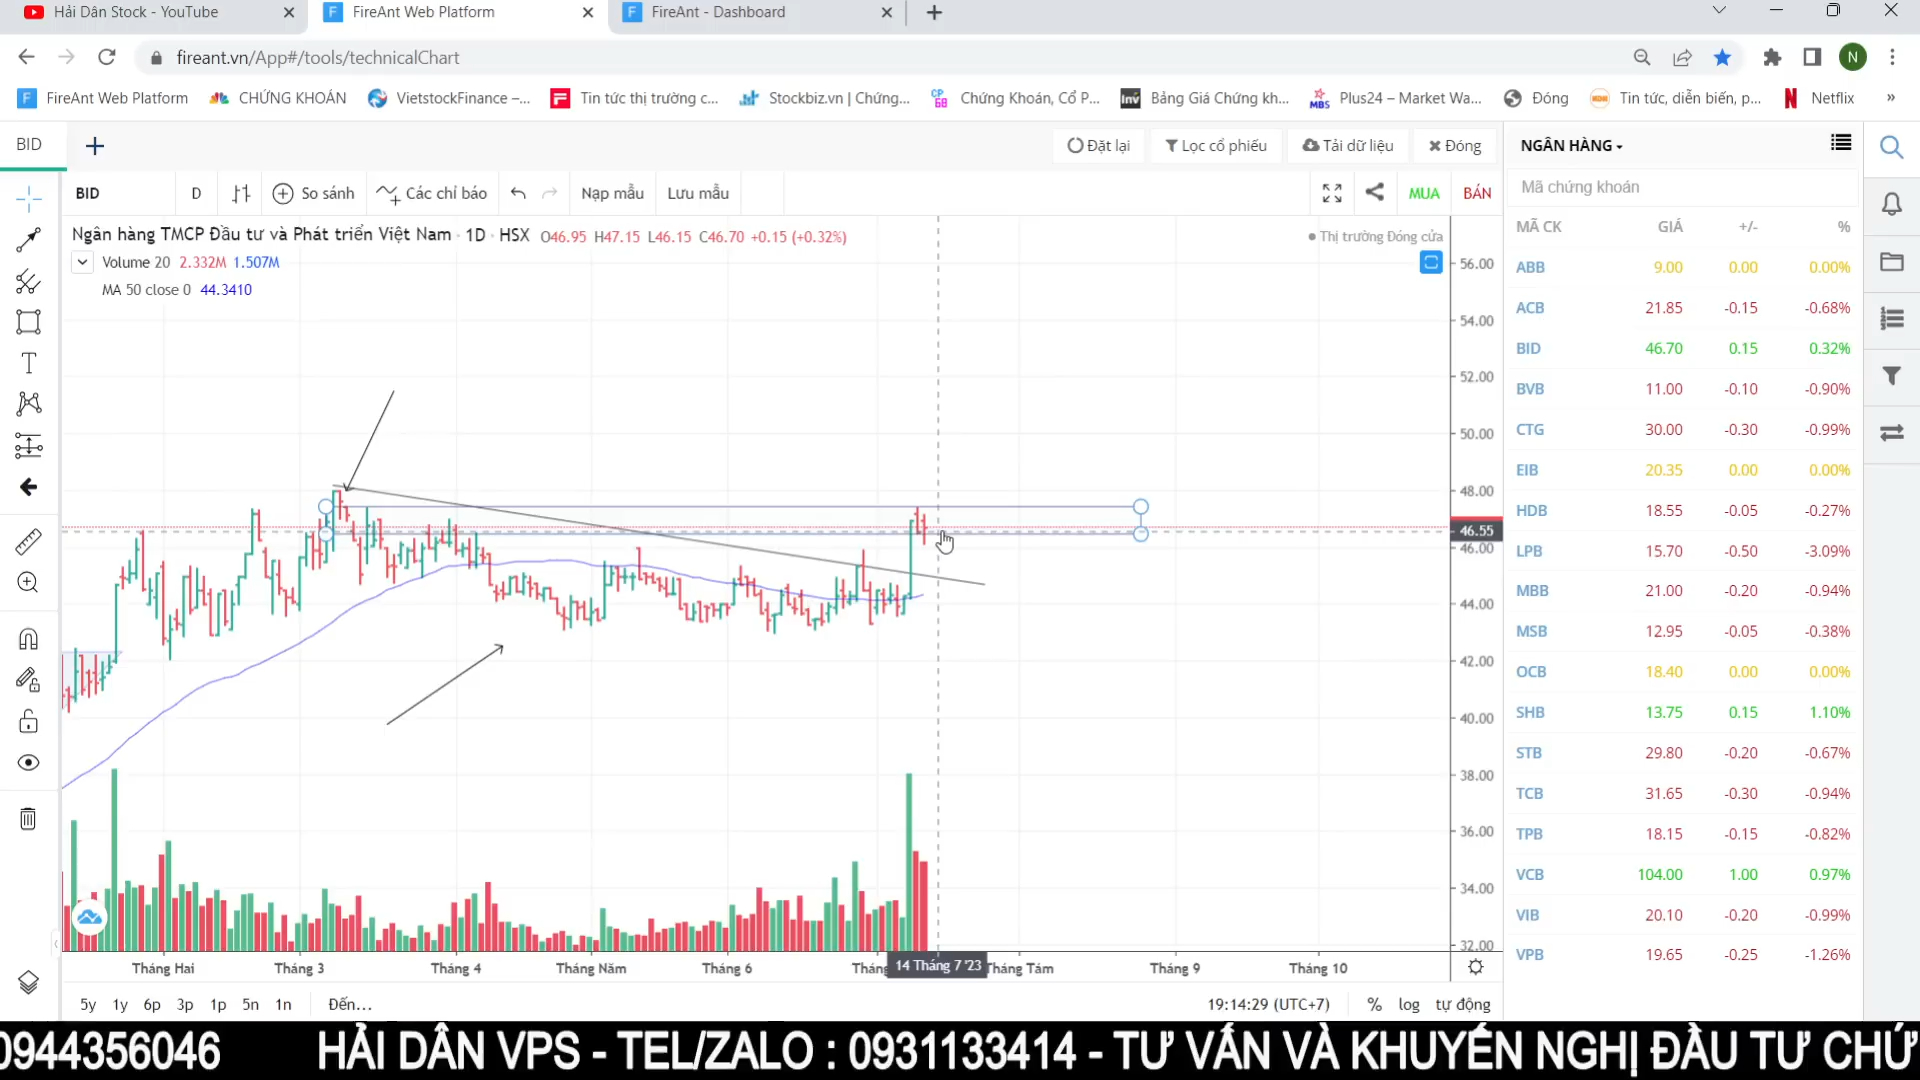 Hải Dân Stock - YouTube
FireAnt Web Platform
FireAnt - Dashboard
fireant.vn/App#/tools/technicalChart
N
FireAnt Web Platform
CHỨNG KHOÁN
VietstockFinance –...
Tin tức thị trường c...
Stockbiz.vn | Chứng...
Chứng Khoán, Cổ P...
Bảng Giá Chứng kh...
Plus24 – Market Wa...
Đóng
Tin tức, diễn biến, p...
Netflix
»
BID
Đặt lại
Lọc cổ phiếu
Tải dữ liệu
Đóng
NGÂN HÀNG
BID
D
So sánh
Các chỉ báo
Nạp mẫu
Lưu mẫu
MUA
BÁN
Mã chứng khoán
Ngân hàng TMCP Đầu tư và Phát triển Việt Nam · 1D · HSX O46.95 H47.15 L46.15 C46.70 +0.15 (+0.32%)
Thị trường Đóng cửa
Volume 20 2.332M 1.507M
MA 50 close 0 44.3410
56.00
54.00
52.00
50.00
48.00
46.55
46.00
44.00
42.00
40.00
38.00
36.00
34.00
32.00
MÃ CK GIÁ +/- %
ABB 9.00 0.00 0.00%
ACB 21.85 -0.15 -0.68%
BID 46.70 0.15 0.32%
BVB 11.00 -0.10 -0.90%
CTG 30.00 -0.30 -0.99%
EIB 20.35 0.00 0.00%
HDB 18.55 -0.05 -0.27%
LPB 15.70 -0.50 -3.09%
MBB 21.00 -0.20 -0.94%
MSB 12.95 -0.05 -0.38%
OCB 18.40 0.00 0.00%
SHB 13.75 0.15 1.10%
STB 29.80 -0.20 -0.67%
TCB 31.65 -0.30 -0.94%
TPB 18.15 -0.15 -0.82%
VCB 104.00 1.00 0.97%
VIB 20.10 -0.20 -0.99%
VPB 19.65 -0.25 -1.26%
Tháng Hai Tháng 3 Tháng 4 Tháng Năm Tháng 6 14 Tháng 7 '23 Tháng Tám Tháng 9 Tháng 10
5y 1y 6p 3p 1p 5n 1n Đến...
19:14:29 (UTC+7) % log tự động
0944356046 HẢI DÂN VPS - TEL/ZALO : 0931133414 - TƯ VẤN VÀ KHUYẾN NGHỊ ĐẦU TƯ CHỨ